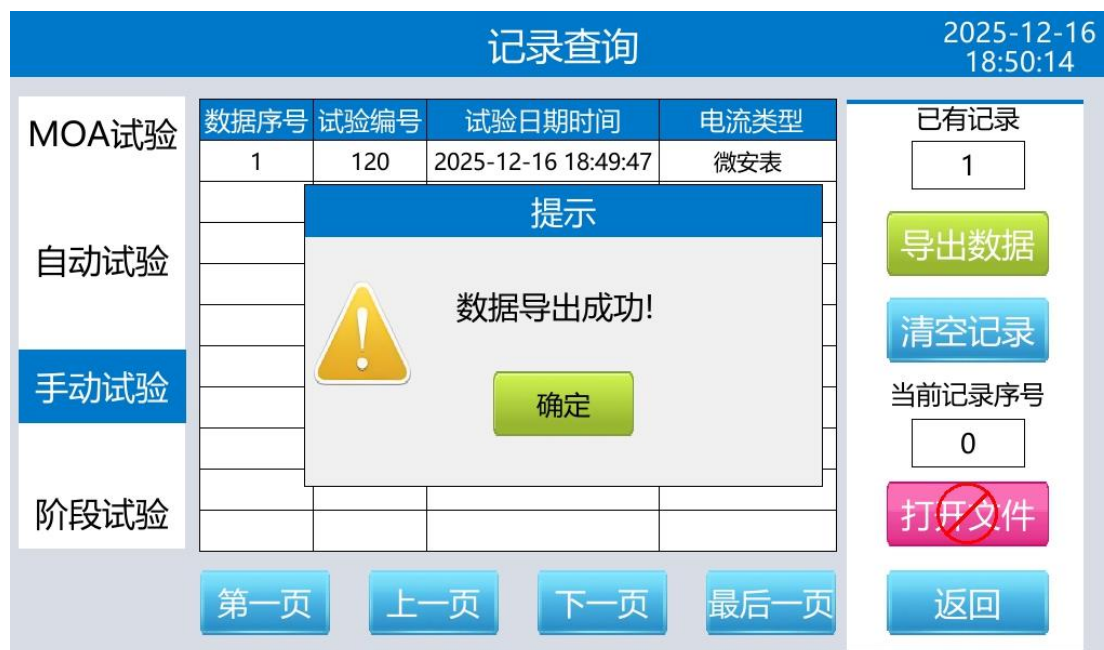 记录查询
2025-12-16
18:50:14
MOA试验
自动试验
手动试验
阶段试验
数据序号 试验编号 试验日期时间 电流类型
1 120 2025-12-16 18:49:47 微安表
提示
数据导出成功!
确定
已有记录
1
导出数据
清空记录
当前记录序号
0
打开文件
返回
第一页 上一页 下一页 最后一页